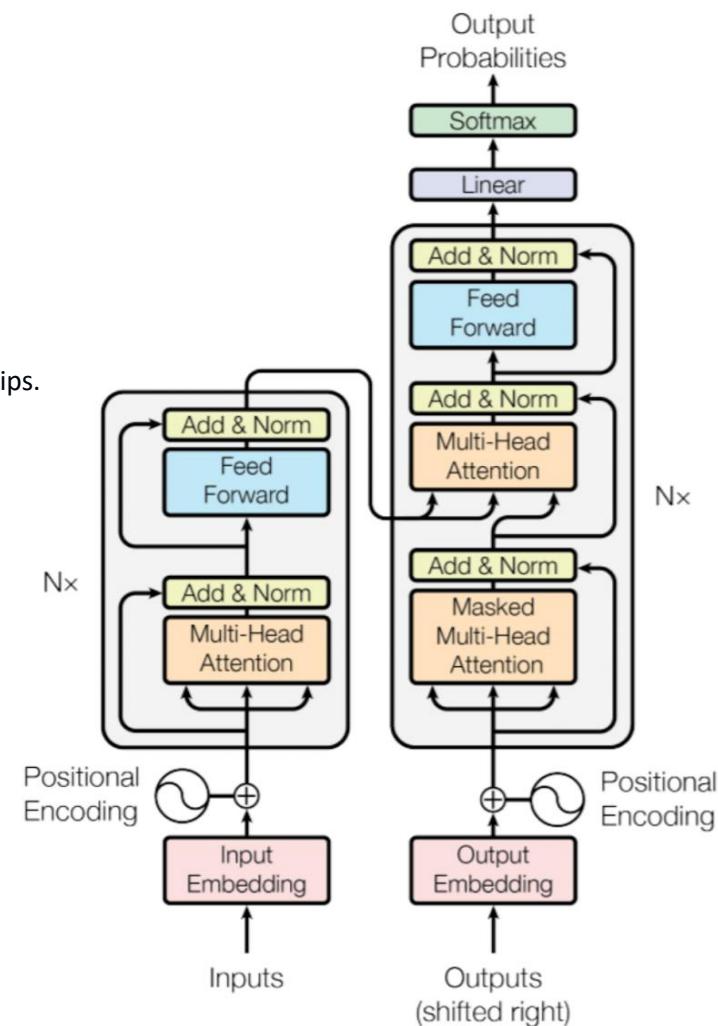 Output
Probabilities
Softmax
Linear
Add & Norm
Feed
Forward
Add & Norm
Multi-Head
Attention
Nx
Add & Norm
Masked
Multi-Head
Attention
Positional
Encoding
Output
Embedding
Outputs
(shifted right)
ips.
Add & Norm
Feed
Forward
Nx
Add & Norm
Multi-Head
Attention
Positional
Encoding
Input
Embedding
Inputs